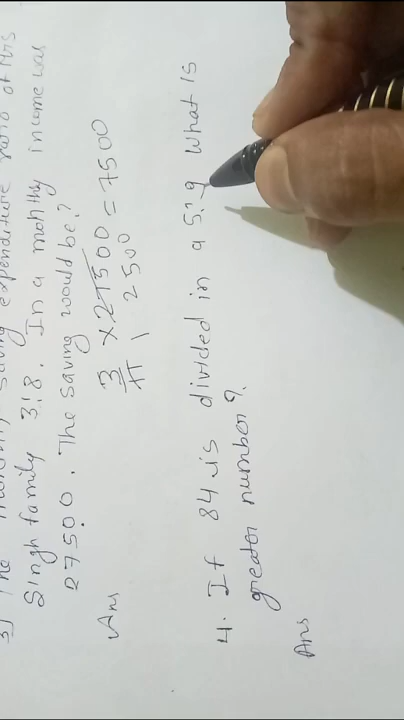 3) The monthly saving expenditure ratio of Mrs
Singh family 3:8. In a mohthy income was
27500. The saving would be?
Ans 3/11 × 27500 = 7500
1 2500
4. If 84 is divided in a 5:9 What is
greater number?
Ans